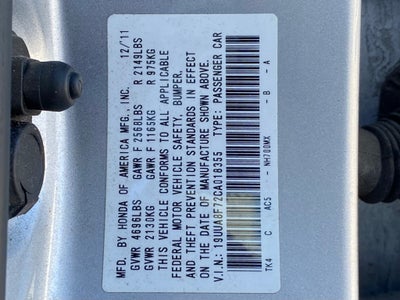 MFD. BY HONDA OF AMERICA MFG., INC. 12/11
GVWR 4696LBS GAWR F 2568LBS R 2149LBS
GVWR 2130KG GAWR F 1165KG R 975KG
THIS VEHICLE CONFORMS TO ALL APPLICABLE
FEDERAL MOTOR VEHICLE SAFETY, BUMPER,
AND THEFT PREVENTION STANDARDS IN EFFECT
ON THE DATE OF MANUFACTURE SHOWN ABOVE.
V.I.N.: 19UUA8F72CA018355 TYPE: PASSENGER CAR
TK4 C AC5 - NH700MX - B - A